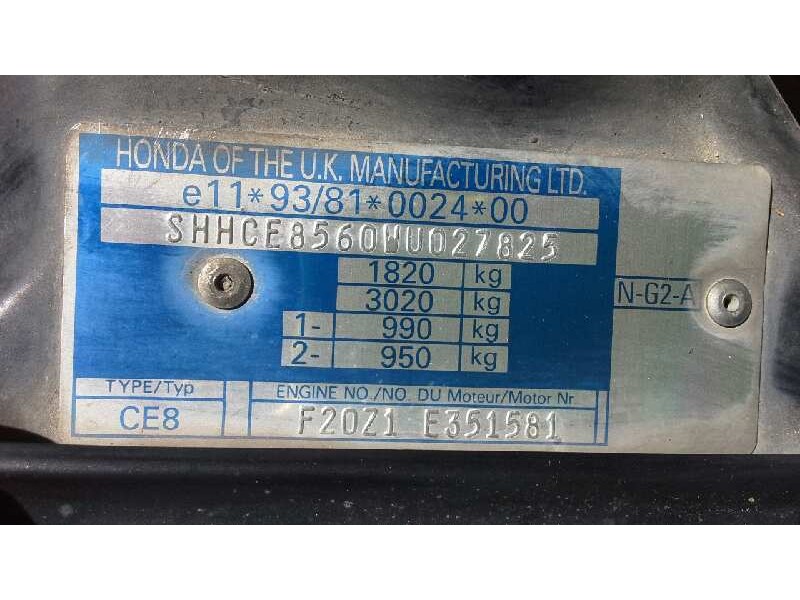 HONDA OF THE U.K. MANUFACTURING LTD.
e11*93/81*0024*00
SHHCE8560WU027825
1820 kg
3020 kg
1- 990 kg
2- 950 kg
N-G2-A
TYPE/Typ
CE8
ENGINE NO./NO. DU Moteur/Motor Nr
F20Z1 E351581